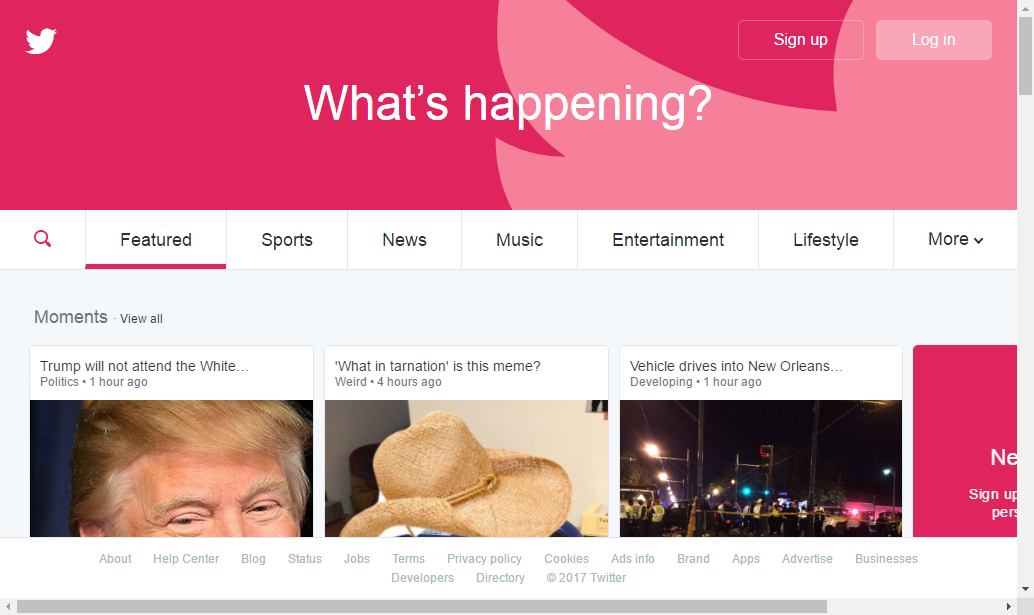 Sign up
Log in
What's happening?
Featured
Sports
News
Music
Entertainment
Lifestyle
More
Moments · View all
Trump will not attend the White…
Politics • 1 hour ago
'What in tarnation' is this meme?
Weird • 4 hours ago
Vehicle drives into New Orleans…
Developing • 1 hour ago
Ne
Sign up
pers
About Help Center Blog Status Jobs Terms Privacy policy Cookies Ads info Brand Apps Advertise Businesses
Developers Directory © 2017 Twitter